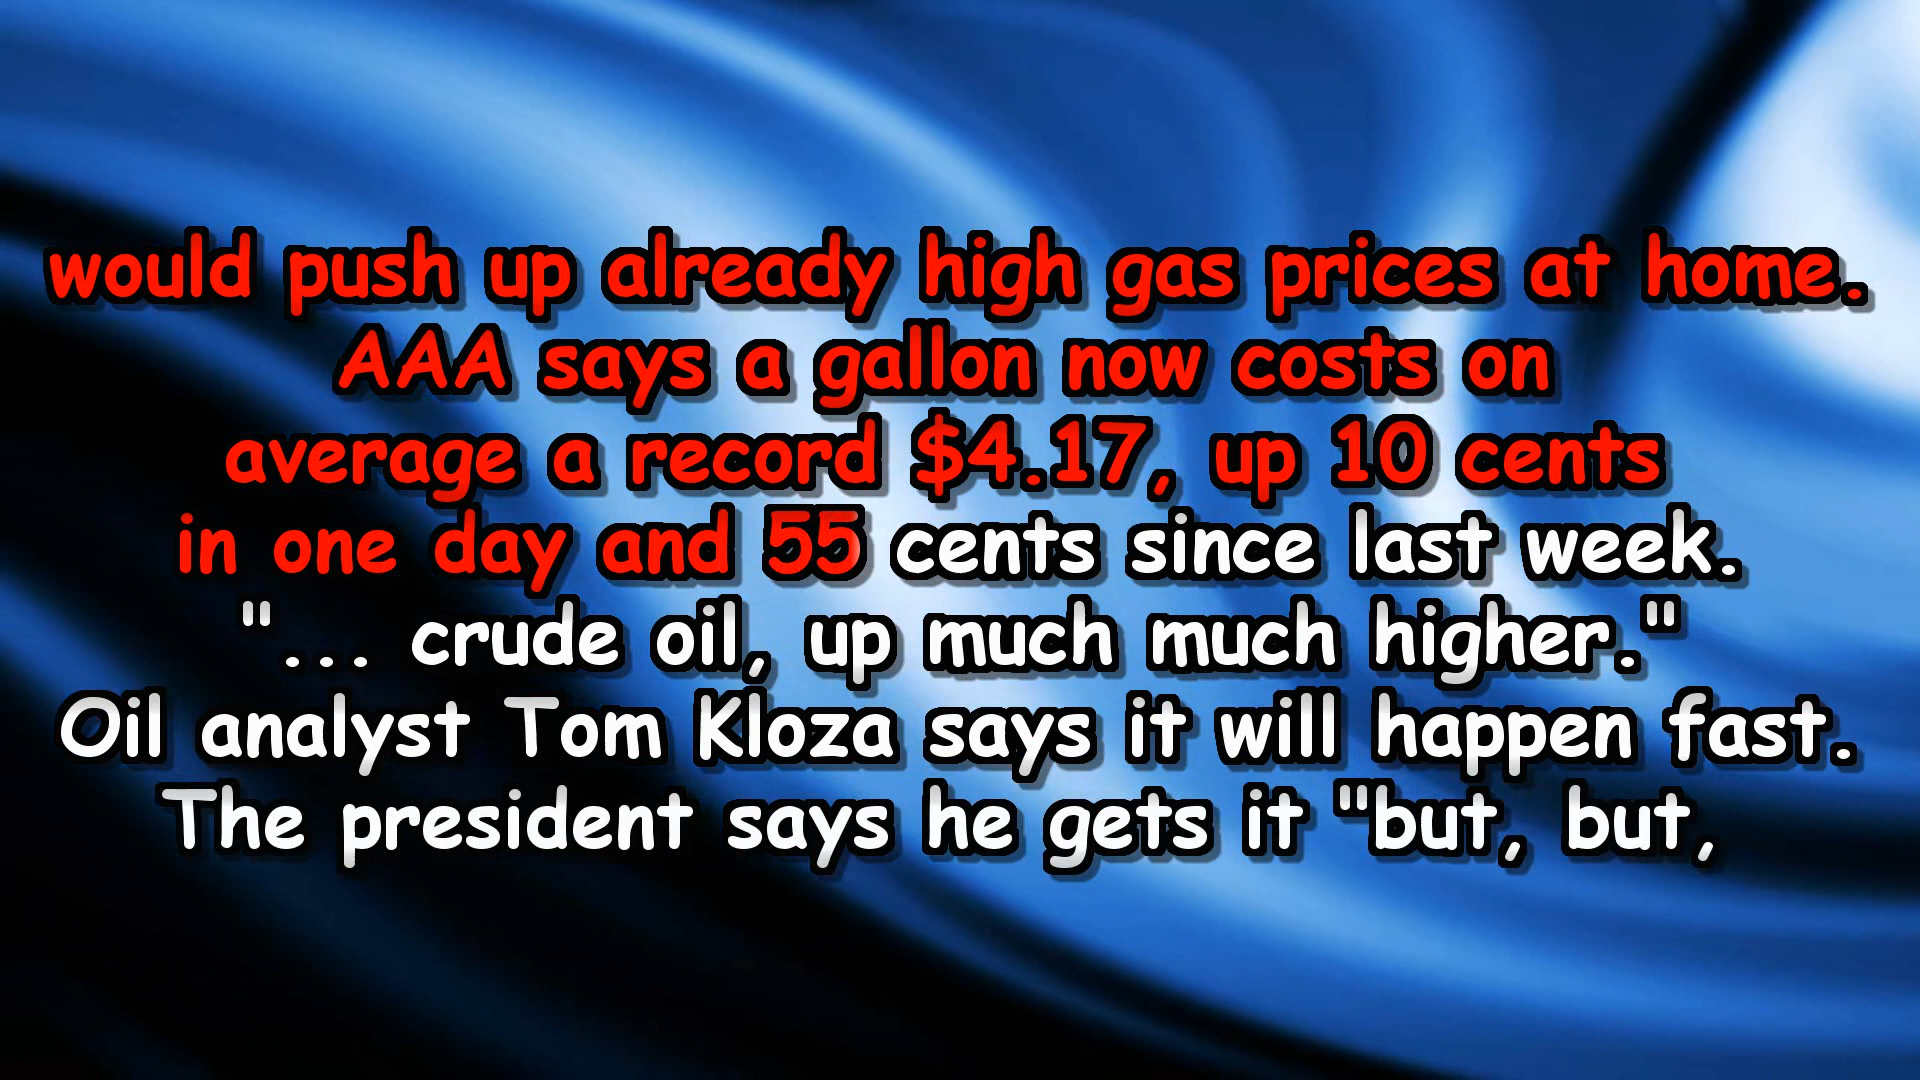 would push up already high gas prices at home.
AAA says a gallon now costs on
average a record $4.17, up 10 cents
in one day and 55 cents since last week.
"... crude oil, up much much higher."
Oil analyst Tom Kloza says it will happen fast.
The president says he gets it "but, but,